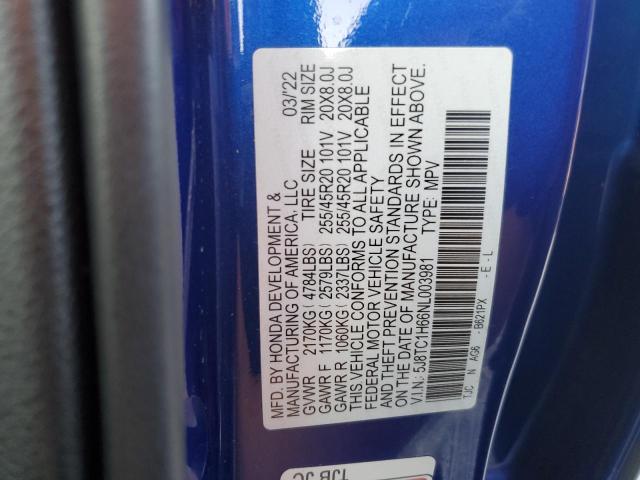 MFD. BY HONDA DEVELOPMENT & 03/'22
MANUFACTURING OF AMERICA, LLC
GVWR 2170KG (4784LBS) TIRE SIZE RIM SIZE
GAWR F 1170KG (2579LBS) 255/45R20 101V 20X8.0J
GAWR R 1060KG (2337LBS) 255/45R20 101V 20X8.0J
THIS VEHICLE CONFORMS TO ALL APPLICABLE
FEDERAL MOTOR VEHICLE SAFETY
AND THEFT PREVENTION STANDARDS IN EFFECT
ON THE DATE OF MANUFACTURE SHOWN ABOVE.
V.I.N.: 5J8TC1H66NL003981 TYPE: MPV
TJC N AG6 - B621PX - E - L